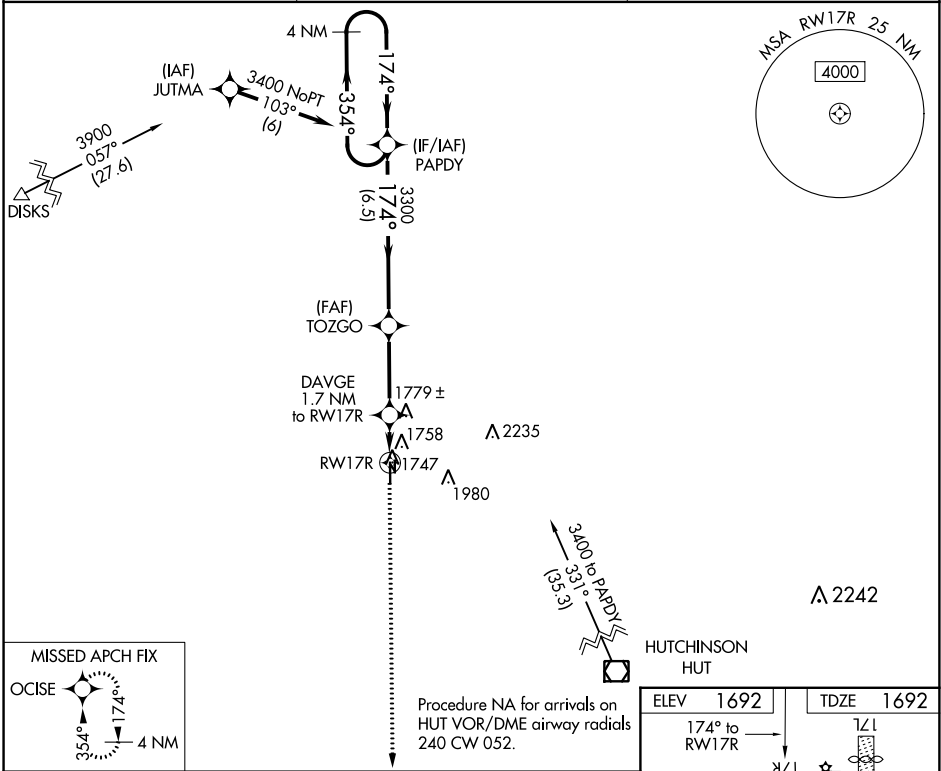 4 NM
174°
354°
(IAF)
JUTMA
3400 NoPT
103°
(6)
3900
057°
(27.6)
DISKS
(IF/IAF)
PAPDY
3300
174°
(6.5)
MSA RW17R 25 NM
4000
(FAF)
TOZGO
DAVGE
1.7 NM
to RW17R
1779 ±
1758
RW17R
1747
2235
1980
3400 to PAPDY
331°
(35.3)
2242
HUTCHINSON
HUT
MISSED APCH FIX
OCISE
354°
174°
4 NM
Procedure NA for arrivals on
HUT VOR/DME airway radials
240 CW 052.
ELEV 1692
TDZE 1692
174° to
RW17R
17R
17L